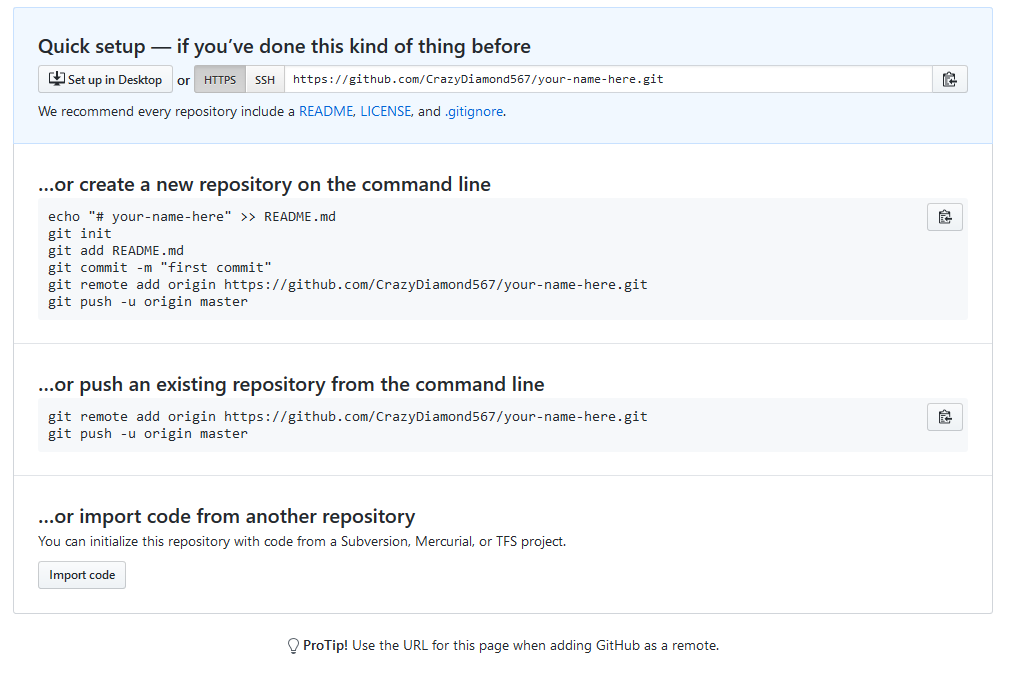 Quick setup — if you’ve done this kind of thing before
Set up in Desktop or HTTPS SSH https://github.com/CrazyDiamond567/your-name-here.git
We recommend every repository include a README, LICENSE, and .gitignore.
…or create a new repository on the command line
echo "# your-name-here" >> README.md
git init
git add README.md
git commit -m "first commit"
git remote add origin https://github.com/CrazyDiamond567/your-name-here.git
git push -u origin master
…or push an existing repository from the command line
git remote add origin https://github.com/CrazyDiamond567/your-name-here.git
git push -u origin master
…or import code from another repository
You can initialize this repository with code from a Subversion, Mercurial, or TFS project.
Import code
ProTip! Use the URL for this page when adding GitHub as a remote.